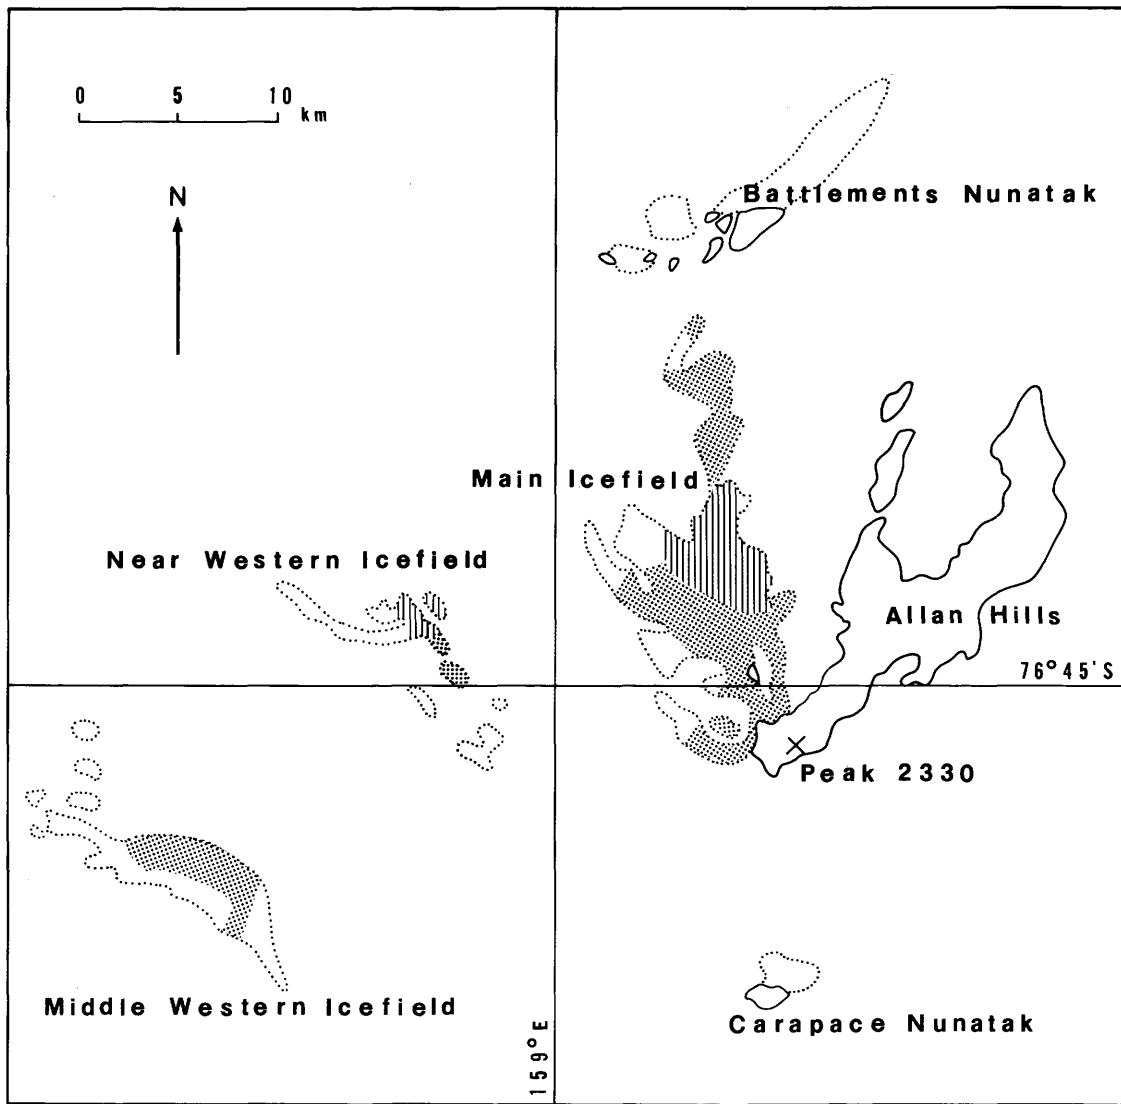 0 5 10
km
N
Battlements Nunatak
Main Icefield
Near Western Icefield
Allan Hills
76°45'S
Peak 2330
Middle Western Icefield
Carapace Nunatak
159°E